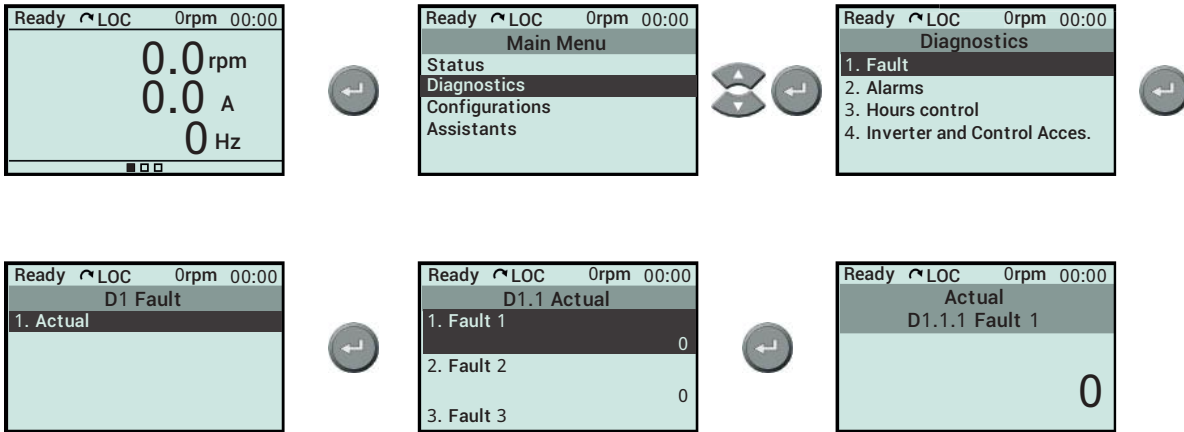 Ready LOC 0rpm 00:00
0.0 rpm
0.0 A
0 Hz
Ready LOC 0rpm 00:00
Main Menu
Status
Diagnostics
Configurations
Assistants
Ready LOC 0rpm 00:00
Diagnostics
1. Fault
2. Alarms
3. Hours control
4. Inverter and Control Acces.
Ready LOC 0rpm 00:00
D1 Fault
1. Actual
Ready LOC 0rpm 00:00
D1.1 Actual
1. Fault 1
0
2. Fault 2
0
3. Fault 3
Ready LOC 0rpm 00:00
Actual
D1.1.1 Fault 1
0